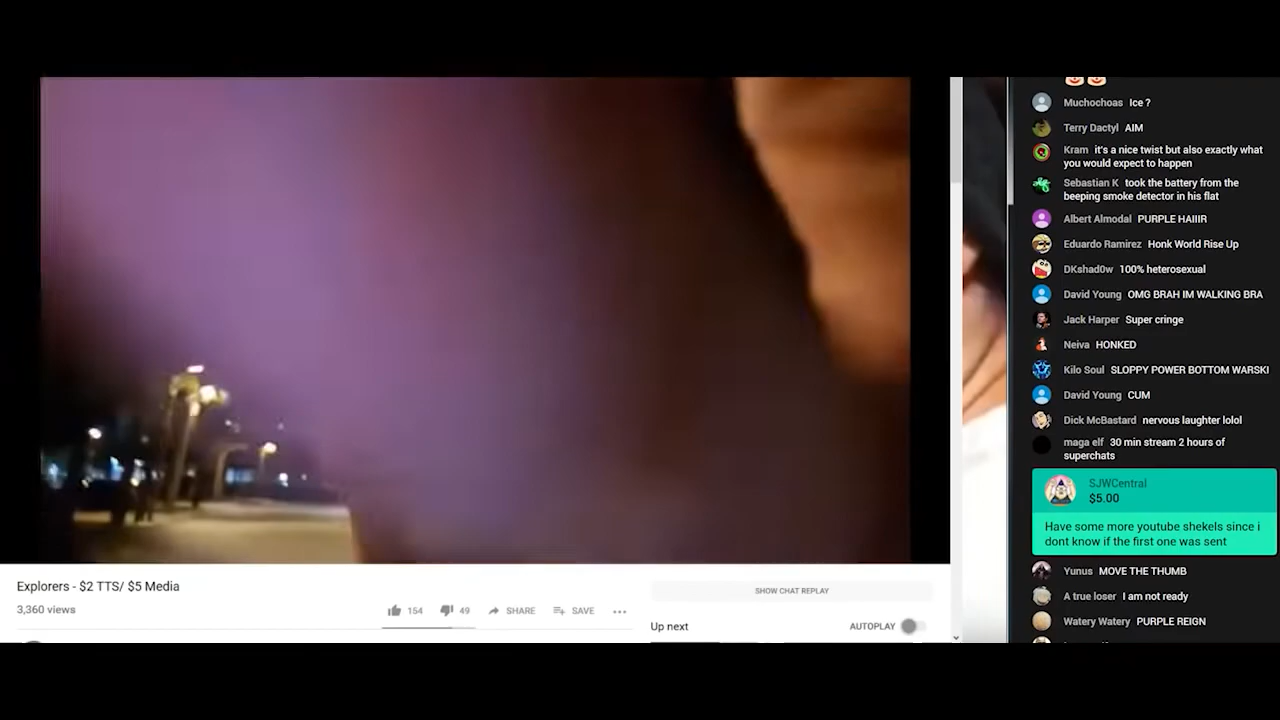 Muchochoas Ice ?
Terry Dactyl AIM
Kram it's a nice twist but also exactly what
you would expect to happen
Sebastian K took the battery from the
beeping smoke detector in his flat
Albert Almodal PURPLE HAIIIR
Eduardo Ramirez Honk World Rise Up
DKshad0w 100% heterosexual
David Young OMG BRAH IM WALKING BRA
Jack Harper Super cringe
Neiva HONKED
Kilo Soul SLOPPY POWER BOTTOM WARSKI
David Young CUM
Dick McBastard nervous laughter lolol
maga elf 30 min stream 2 hours of
superchats
SJWCentral
$5.00
Have some more youtube shekels since i
dont know if the first one was sent
Yunus MOVE THE THUMB
A true loser I am not ready
Watery Watery PURPLE REIGN
Explorers - $2 TTS/ $5 Media
3,360 views
154 49 SHARE SAVE
SHOW CHAT REPLAY
Up next AUTOPLAY